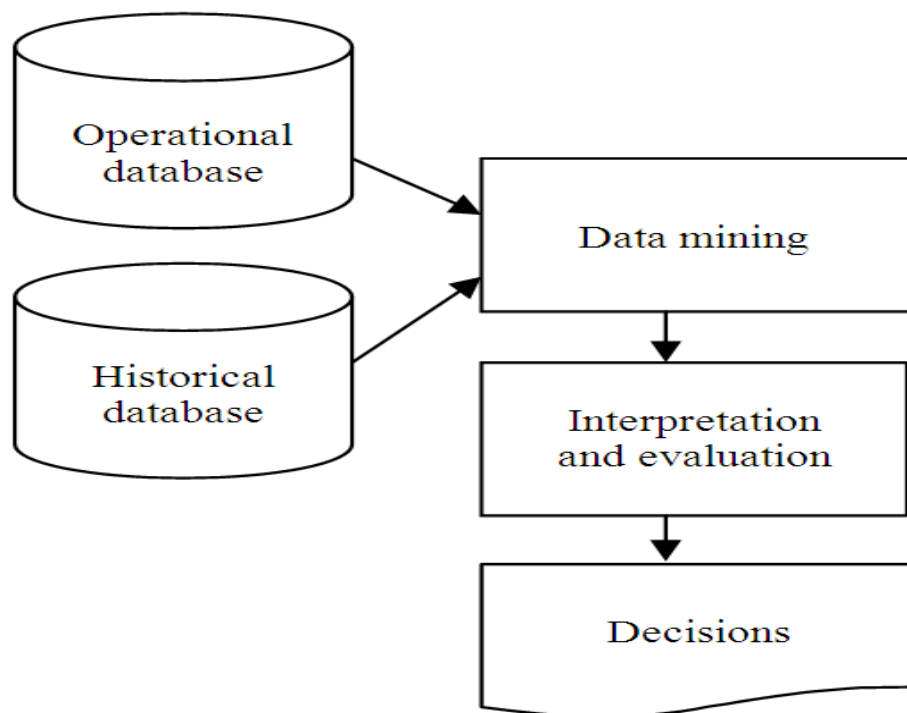 Operational
database
Data mining
Historical
database
Interpretation
and evaluation
Decisions